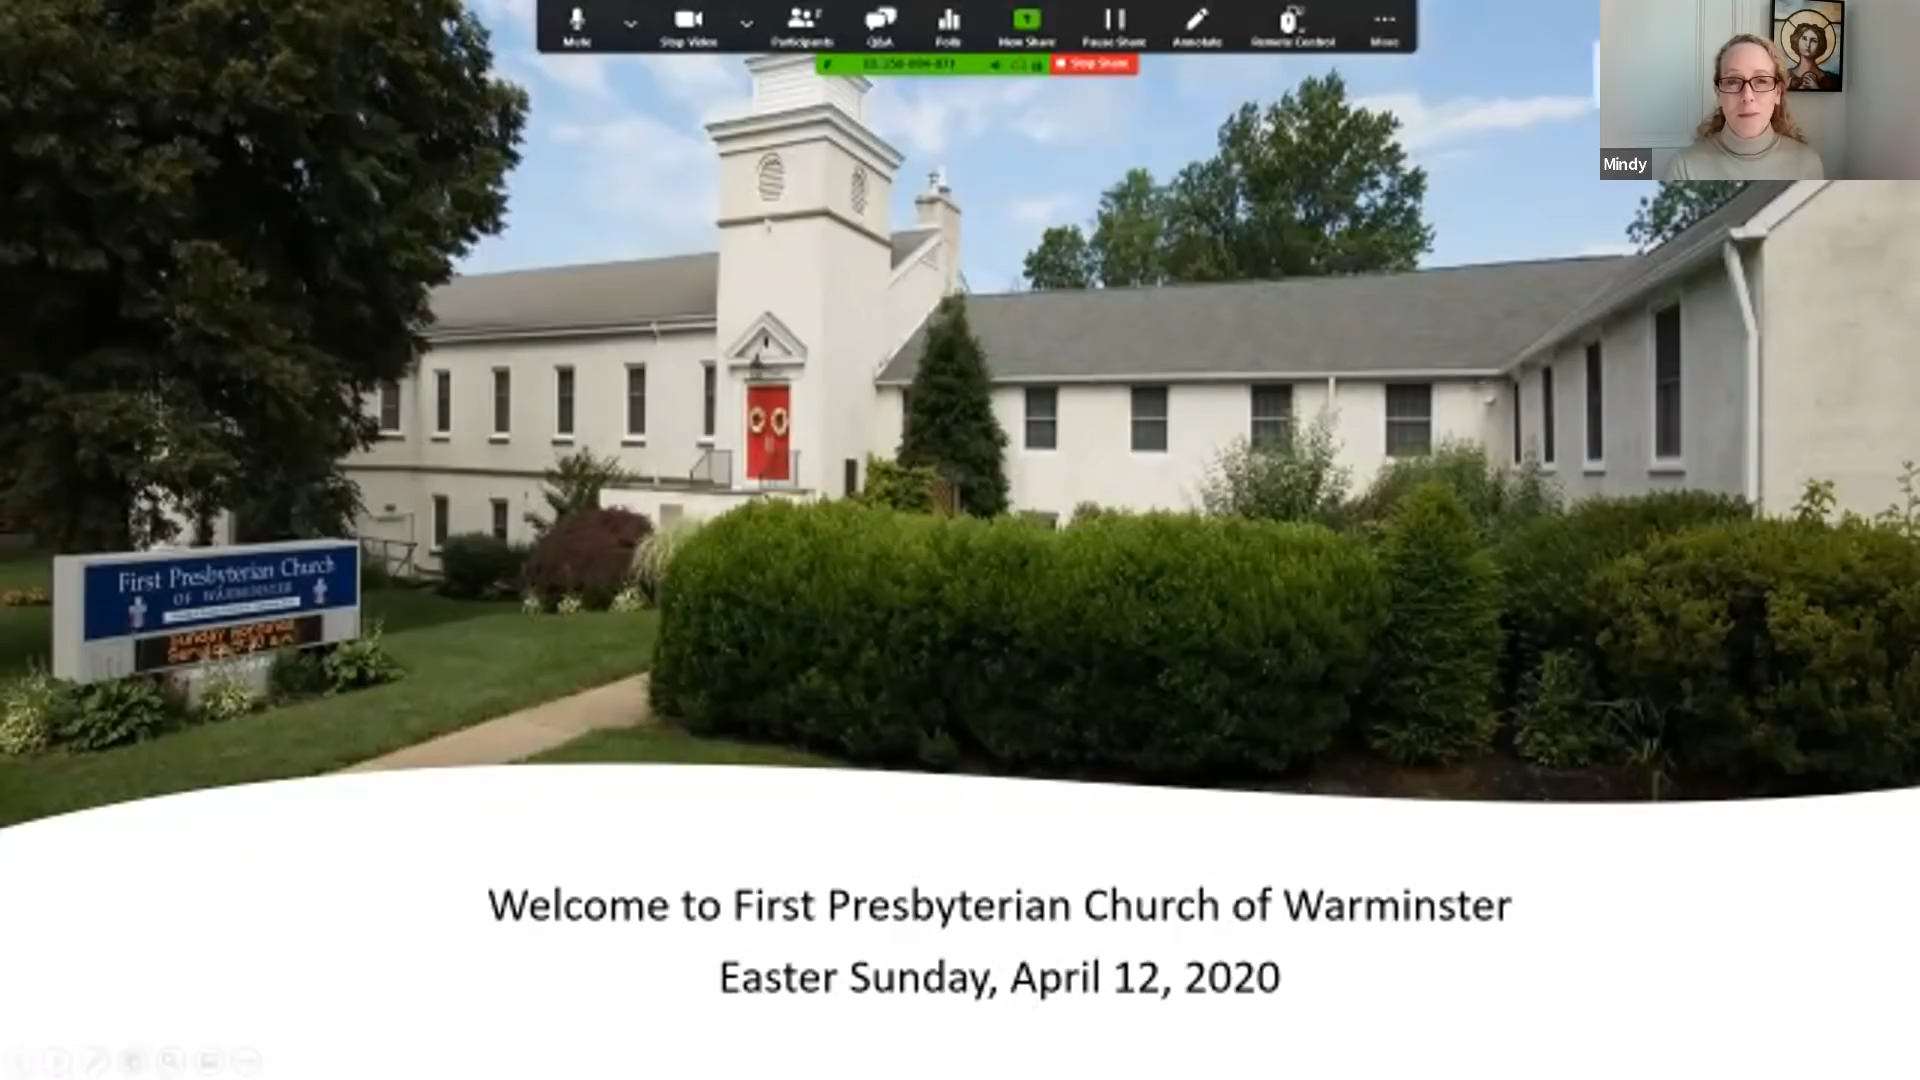 Mute
Stop Video
Participants
Q&A
Polls
New Share
Pause Share
Annotate
Remote Control
More
Stop Share
Mindy
First Presbyterian Church
OF WARMINSTER
Welcome to First Presbyterian Church of Warminster
Easter Sunday, April 12, 2020